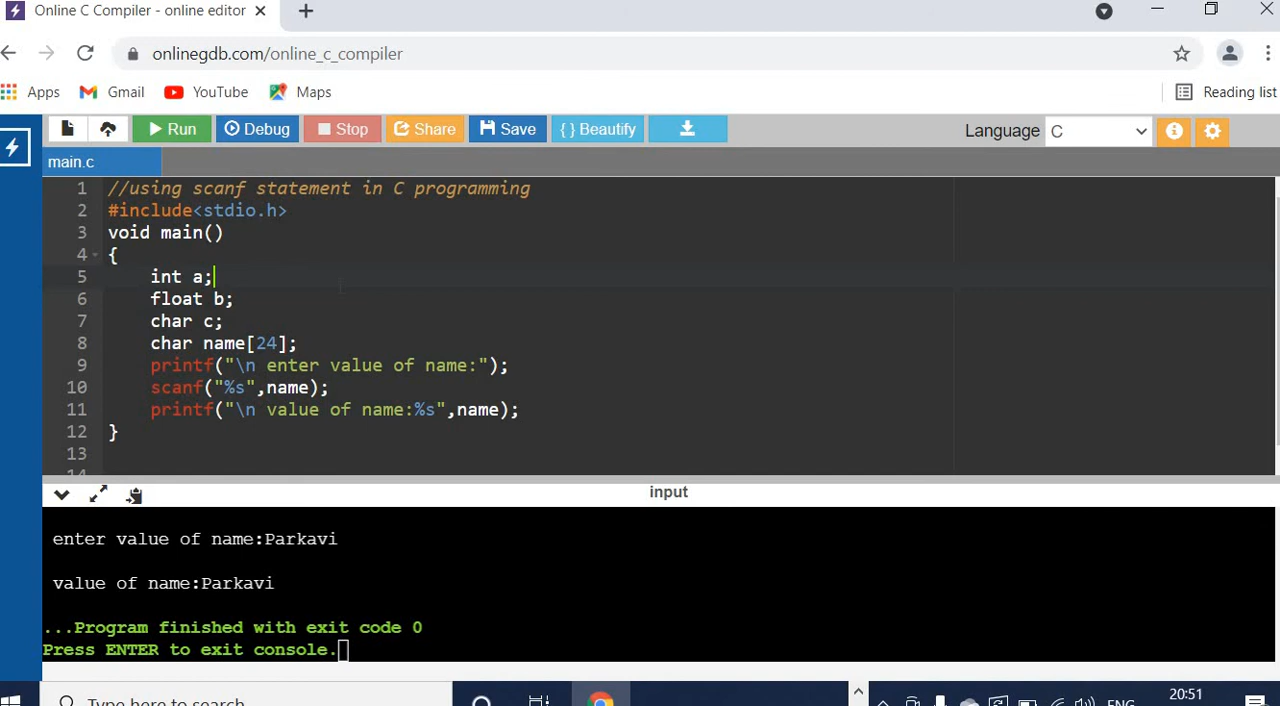 Online C Compiler - online editor
onlinegdb.com/online_c_compiler
Apps Gmail YouTube Maps Reading list
Run Debug Stop Share Save { } Beautify Language C
main.c
1 //using scanf statement in C programming
2 #include<stdio.h>
3 void main()
4 {
5 int a;
6 float b;
7 char c;
8 char name[24];
9 printf("\n enter value of name:");
10 scanf("%s",name);
11 printf("\n value of name:%s",name);
12 }
13
14
input
enter value of name:Parkavi
value of name:Parkavi
...Program finished with exit code 0
Press ENTER to exit console.
Type here to search
ENG
20:51